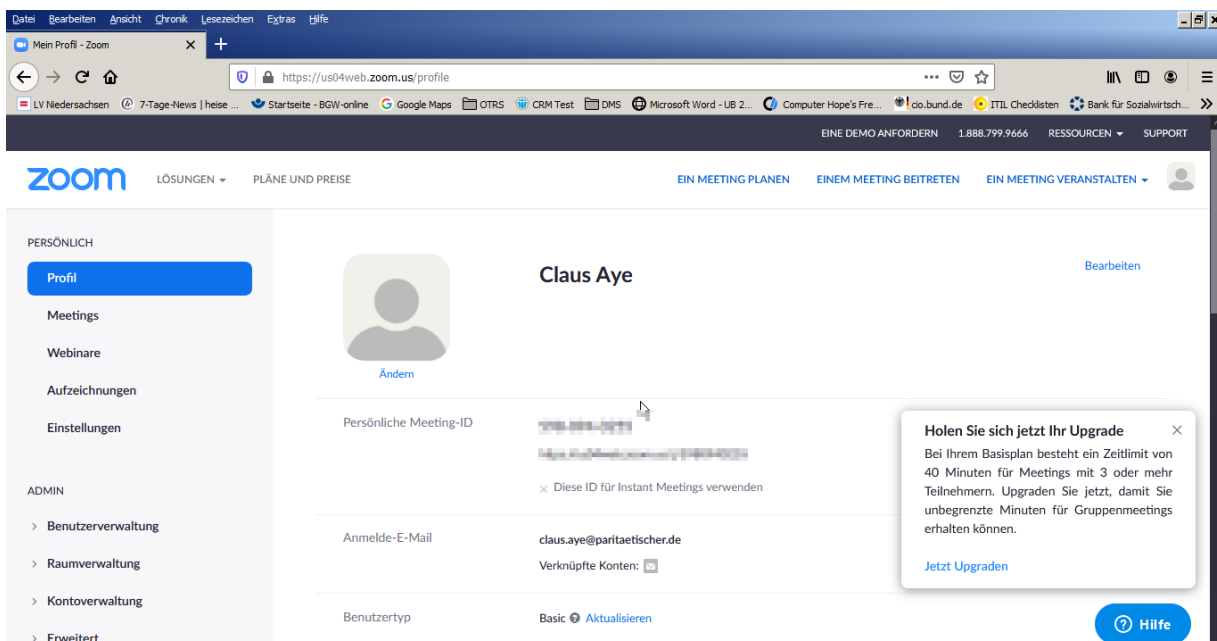 Datei Bearbeiten Ansicht Chronik Lesezeichen Extras Hilfe
Mein Profil - Zoom
https://us04web.zoom.us/profile
LV Niedersachsen 7-Tage-News | heise ... Startseite - BGW-online Google Maps OTRS CRM Test DMS Microsoft Word - UB 2... Computer Hope's Fre... cio.bund.de ITIL Checklisten Bank für Sozialwirtsch...
EINE DEMO ANFORDERN 1.888.799.9666 RESSOURCEN SUPPORT
zoom LÖSUNGEN PLÄNE UND PREISE EIN MEETING PLANEN EINEM MEETING BEITRETEN EIN MEETING VERANSTALTEN
PERSÖNLICH
Profil
Meetings
Webinare
Aufzeichnungen
Einstellungen
ADMIN
Benutzerverwaltung
Raumverwaltung
Kontoverwaltung
Erweitert
Claus Aye
Bearbeiten
Ändern
Persönliche Meeting-ID
Diese ID für Instant Meetings verwenden
Anmelde-E-Mail claus.aye@paritaetischer.de
Verknüpfte Konten:
Benutzertyp Basic Aktualisieren
Holen Sie sich jetzt Ihr Upgrade
Bei Ihrem Basisplan besteht ein Zeitlimit von
40 Minuten für Meetings mit 3 oder mehr
Teilnehmern. Upgraden Sie jetzt, damit Sie
unbegrenzte Minuten für Gruppenmeetings
erhalten können.
Jetzt Upgraden
Hilfe